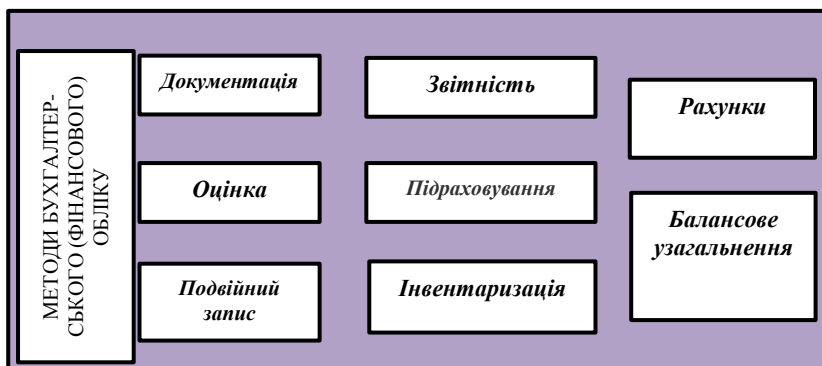 МЕТОДИ БУХГАЛТЕР-
СЬКОГО (ФІНАНСОВОГО)
ОБЛІКУ
Документація
Звітність
Рахунки
Оцінка
Підраховування
Балансове
узагальнення
Подвійний
запис
Інвентаризація